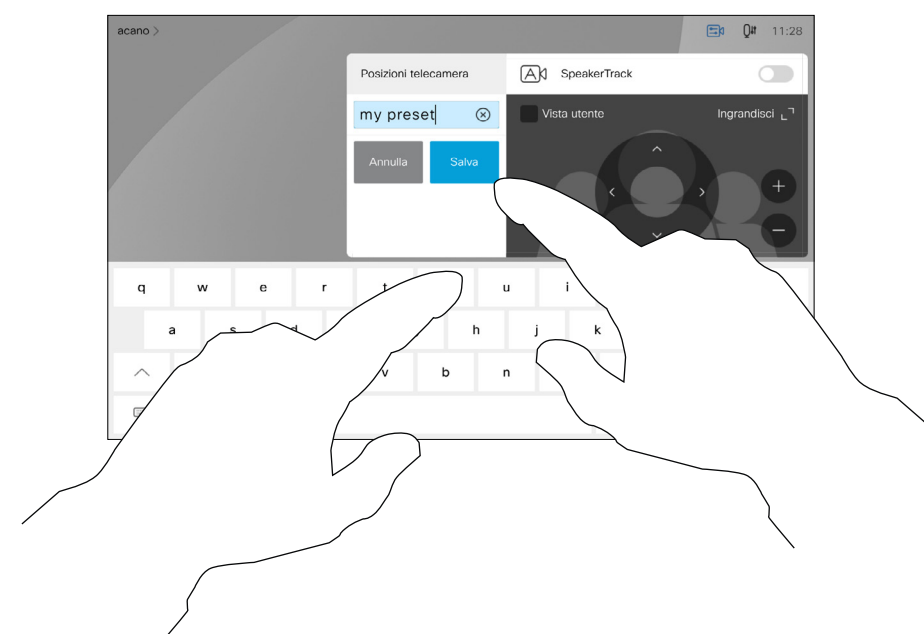 acano >
11:28
Posizioni telecamera
SpeakerTrack
my preset
Vista utente
Ingrandisci
Annulla
Salva
q w e r t u i
a s d h j k
v b n